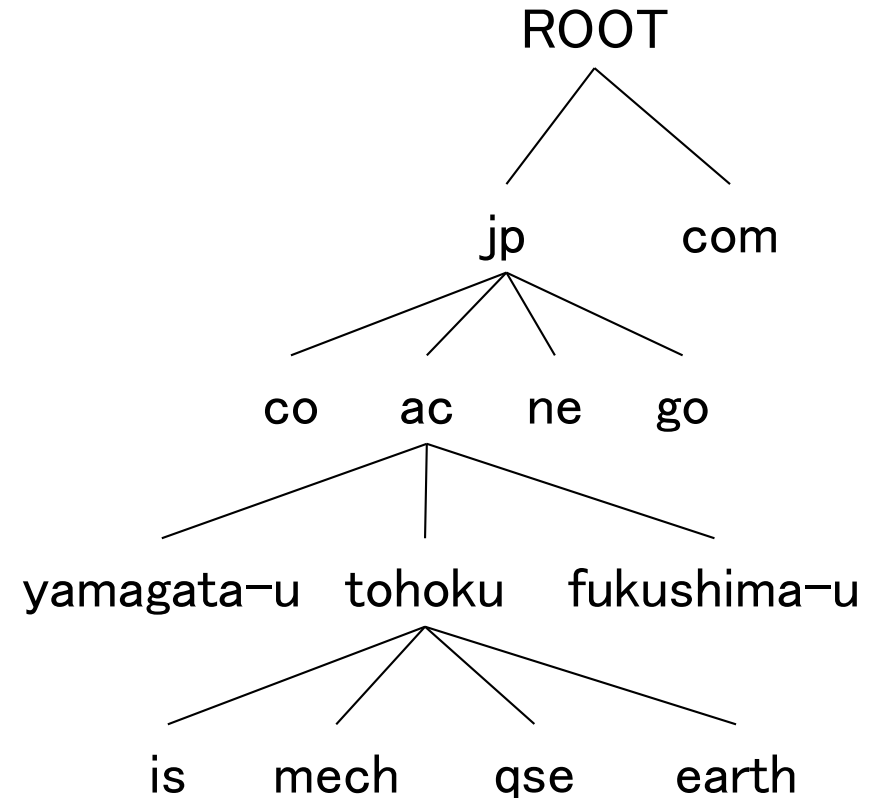 ROOT
jp com
co ac ne go
yamagata-u tohoku fukushima-u
is mech qse earth